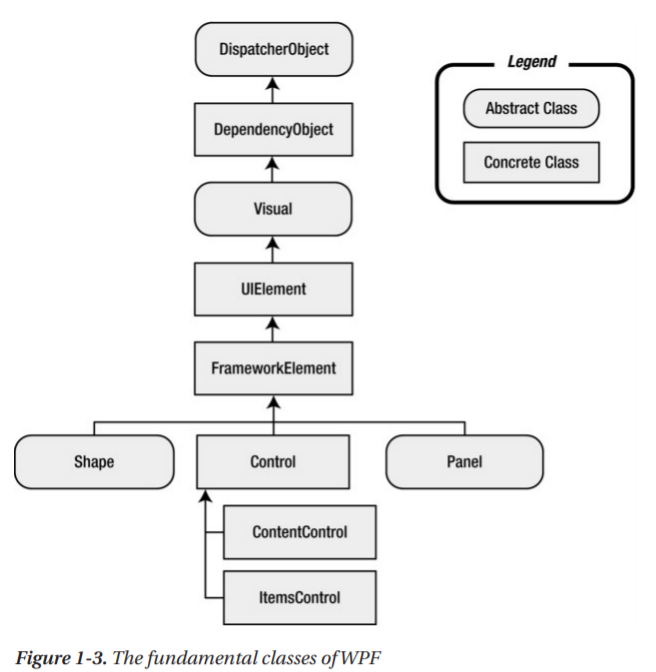 DispatcherObject
Legend
Abstract Class
DependencyObject
Concrete Class
Visual
UIElement
FrameworkElement
Shape
Control
Panel
ContentControl
ItemsControl
Figure 1-3. The fundamental classes of WPF